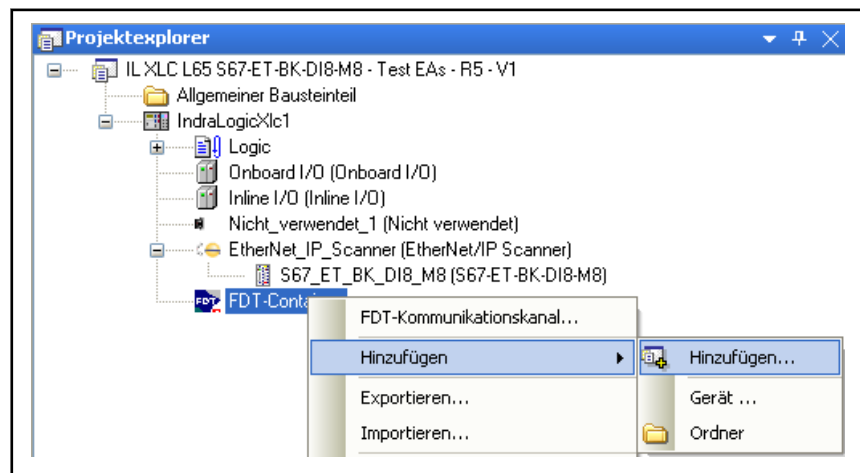 Projektexplorer
IL XLC L65 S67-ET-BK-DI8-M8 - Test EAs - R5 - V1
Allgemeiner Bausteinteil
IndraLogicXlc1
Logic
Onboard I/O (Onboard I/O)
Inline I/O (Inline I/O)
Nicht_verwendet_1 (Nicht verwendet)
EtherNet_IP_Scanner (EtherNet/IP Scanner)
S67_ET_BK_DI8_M8 (S67-ET-BK-DI8-M8)
FDT FDT-Conta
FDT-Kommunikationskanal...
Hinzufügen Hinzufügen...
Exportieren... Gerät ...
Importieren... Ordner